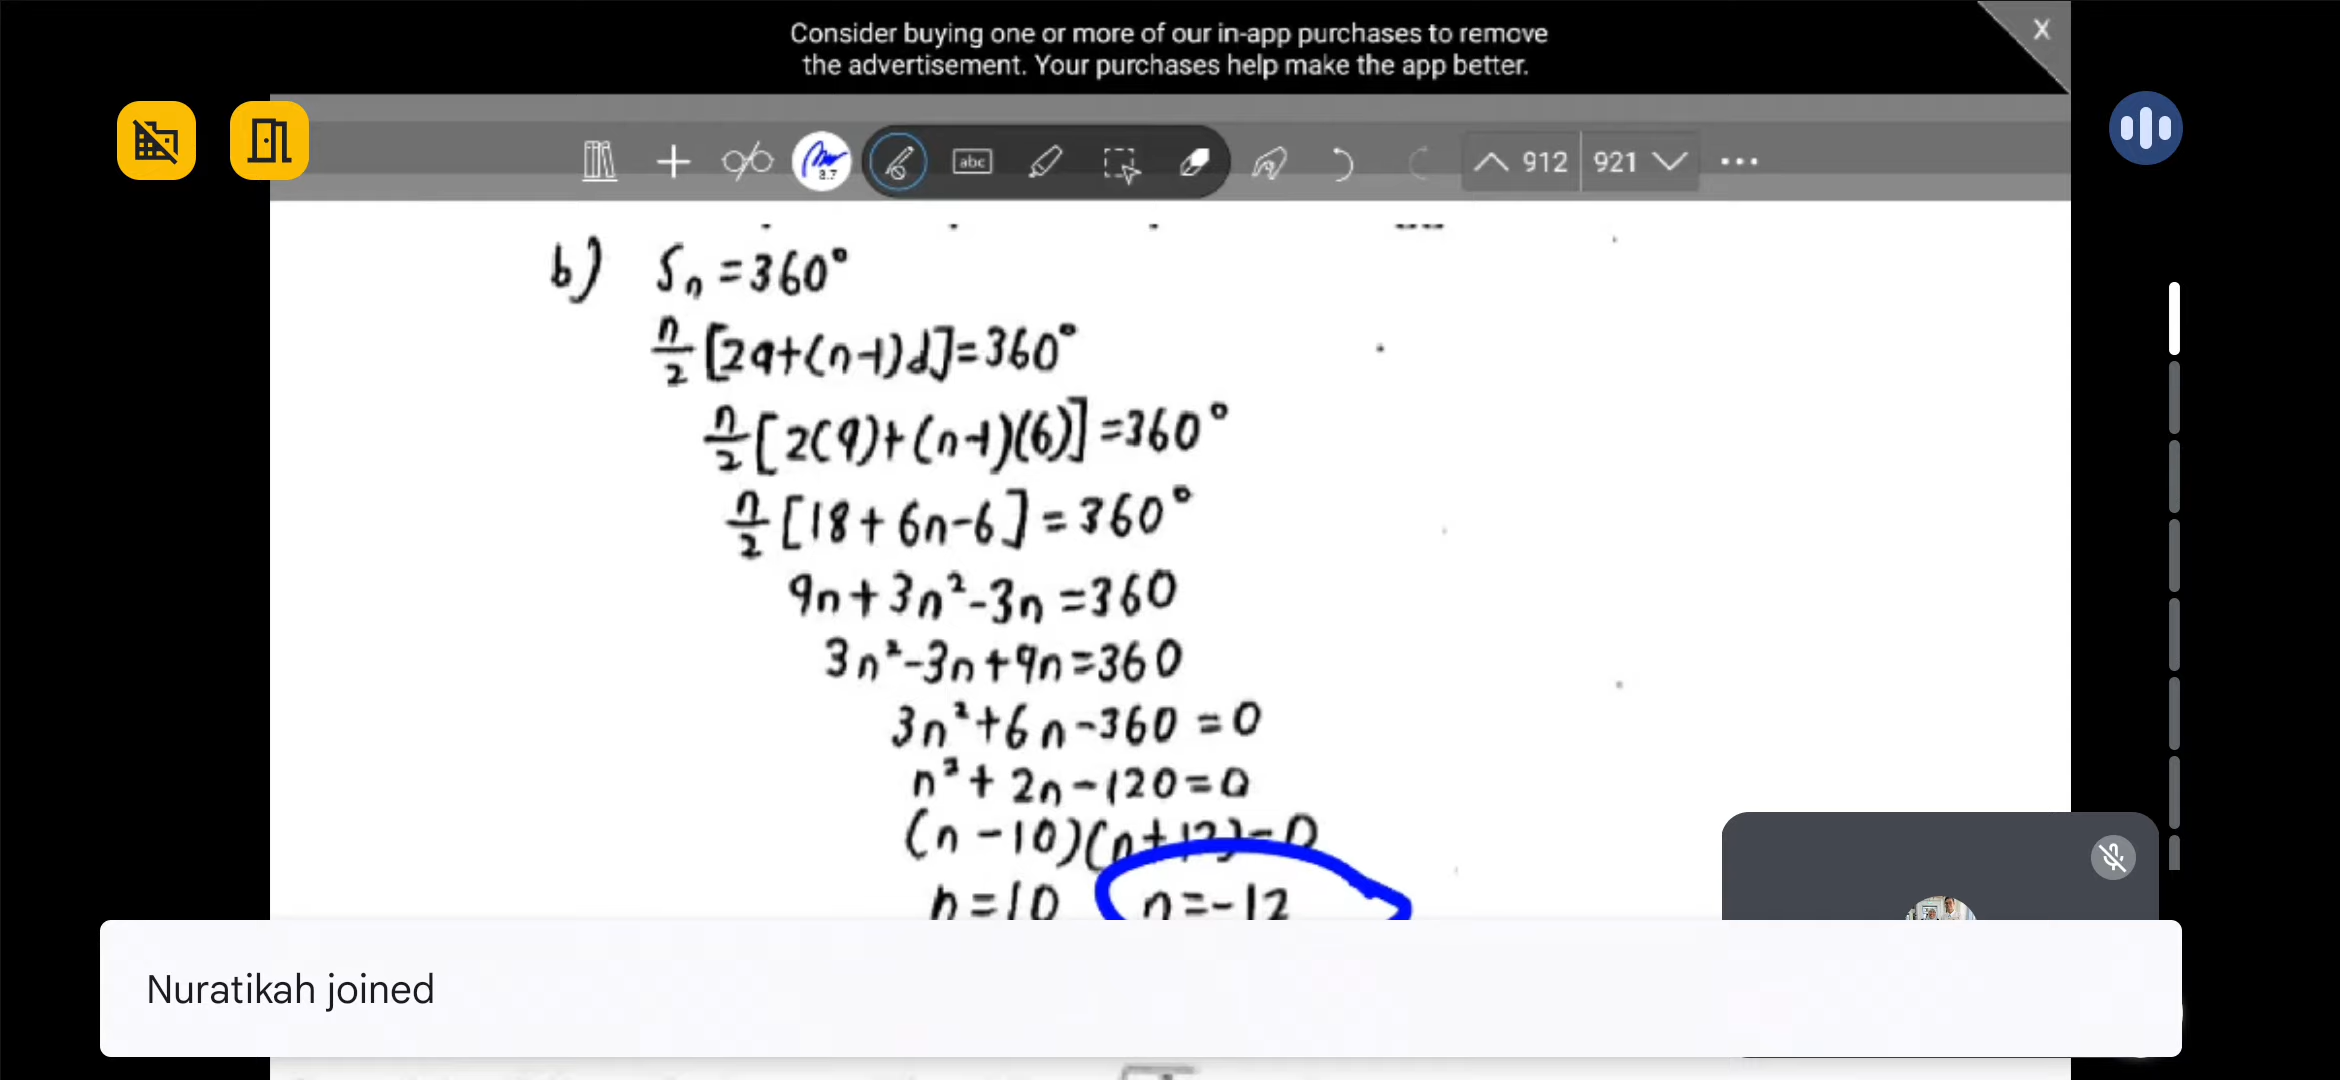 Consider buying one or more of our in-app purchases to remove
the advertisement. Your purchases help make the app better.
X
8.7
abc
912 921
b) Sn = 360°
n/2 [2a+(n-1)d]=360°
n/2 [2(9)+(n-1)(6)]=360°
n/2 [18+6n-6]=360°
9n+3n²-3n=360
3n²-3n+9n=360
3n²+6n-360=0
n²+2n-120=0
(n-10)(n+12)=0
n=10 n=-12
Nuratikah joined